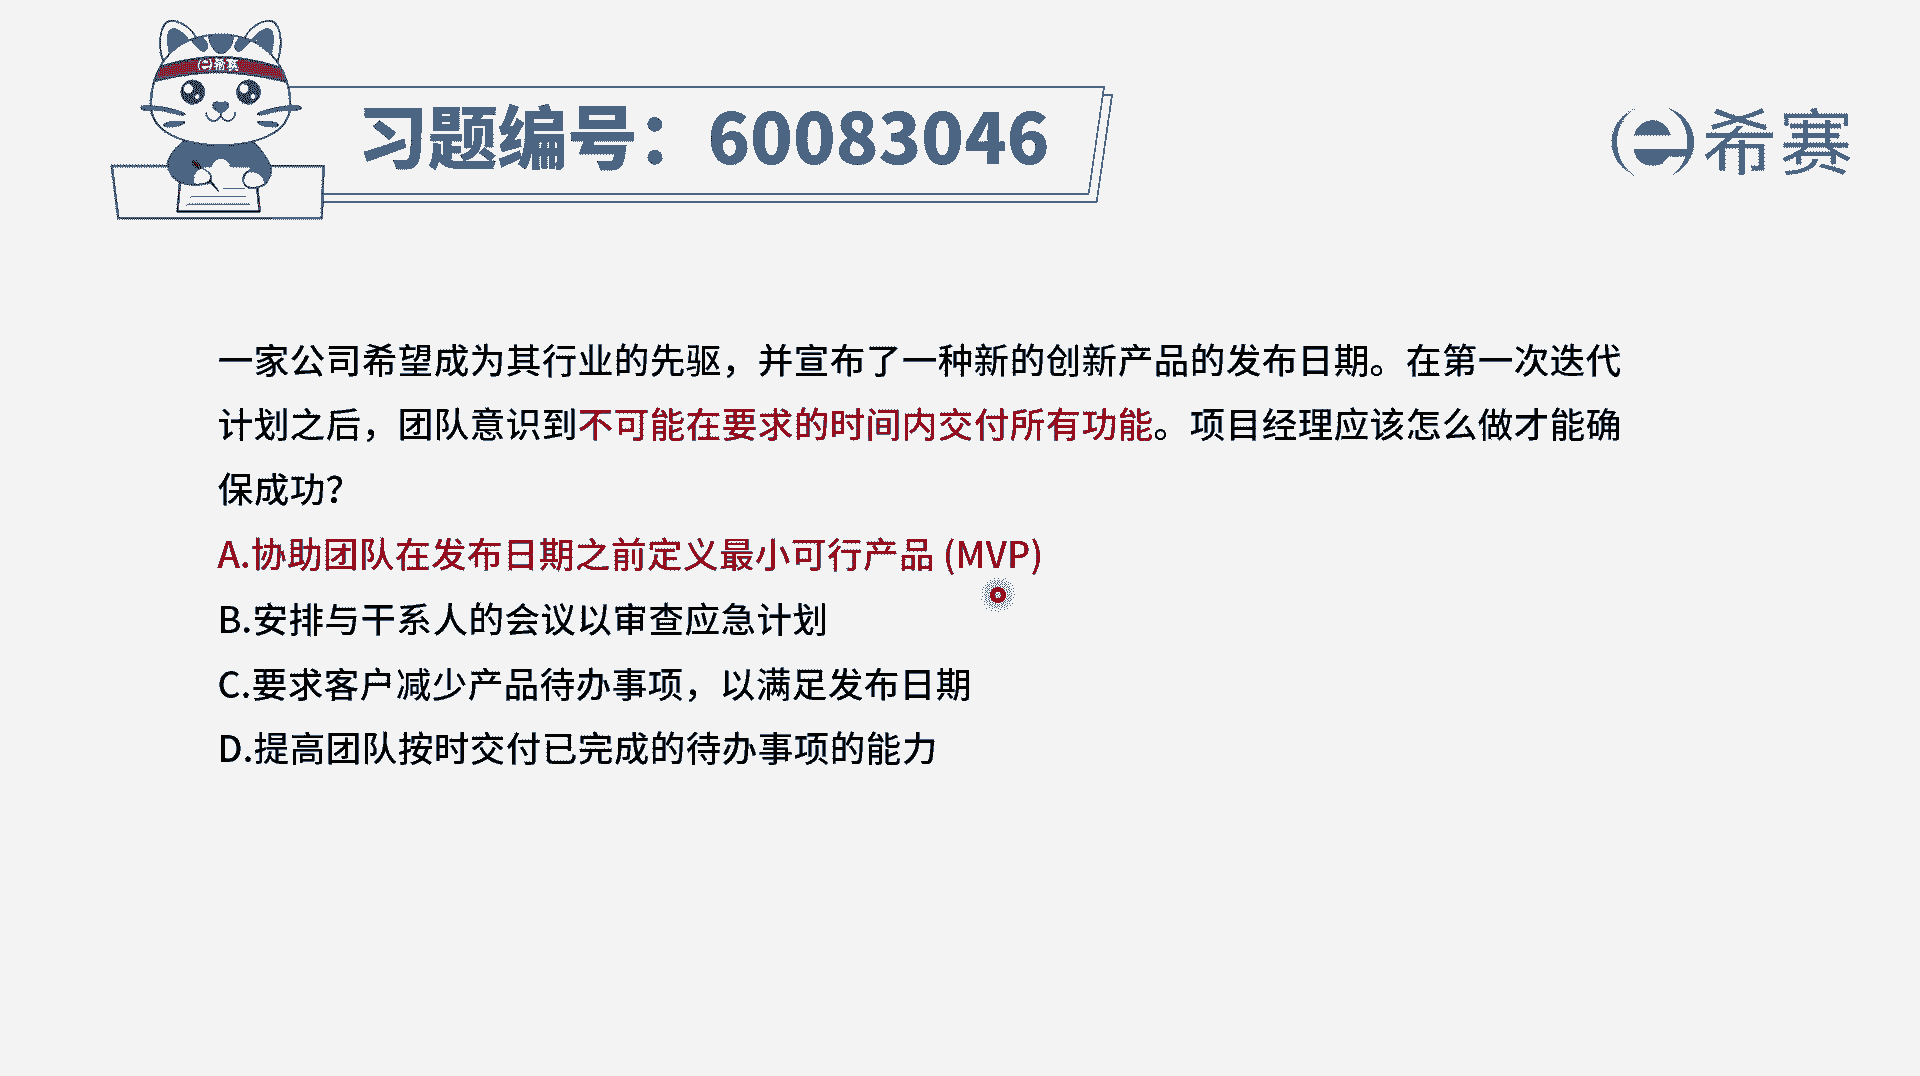 e希赛
习题编号：60083046
e希赛
一家公司希望成为其行业的先驱，并宣布了一种新的创新产品的发布日期。在第一次迭代
计划之后，团队意识到不可能在要求的时间内交付所有功能。项目经理应该怎么做才能确
保成功？
A.协助团队在发布日期之前定义最小可行产品 (MVP)
B.安排与干系人的会议以审查应急计划
C.要求客户减少产品待办事项，以满足发布日期
D.提高团队按时交付已完成的待办事项的能力